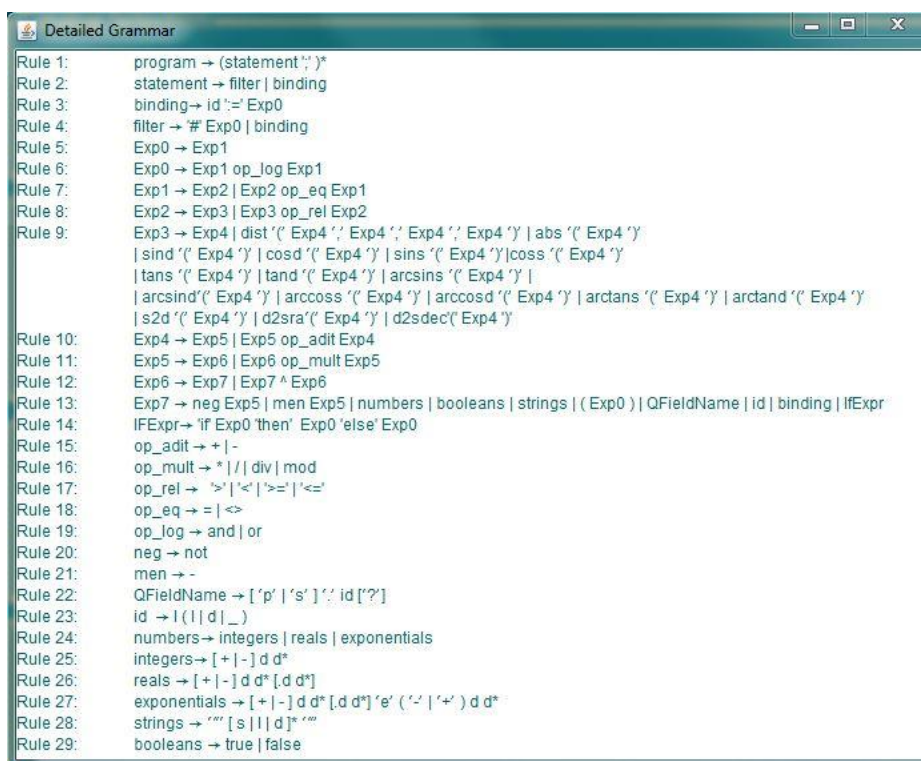 Detailed Grammar
Rule 1: program → (statement ';' )*
Rule 2: statement → filter | binding
Rule 3: binding→ id ':=' Exp0
Rule 4: filter → '#' Exp0 | binding
Rule 5: Exp0 → Exp1
Rule 6: Exp0 → Exp1 op_log Exp1
Rule 7: Exp1 → Exp2 | Exp2 op_eq Exp1
Rule 8: Exp2 → Exp3 | Exp3 op_rel Exp2
Rule 9: Exp3 → Exp4 | dist '(' Exp4 ',' Exp4 ',' Exp4 ',' Exp4 ')' | abs '(' Exp4 ')'
| sind '(' Exp4 ')' | cosd '(' Exp4 ')' | sins '(' Exp4 ')'|coss '(' Exp4 ')'
| tans '(' Exp4 ')' | tand '(' Exp4 ')' | arcsins '(' Exp4 ')' |
| arcsind'(' Exp4 ')' | arccoss '(' Exp4 ')' | arccosd '(' Exp4 ')' | arctans '(' Exp4 ')' | arctand '(' Exp4 ')'
| s2d '(' Exp4 ')' | d2sra'(' Exp4 ')' | d2sdec'(' Exp4 ')'
Rule 10: Exp4 → Exp5 | Exp5 op_adit Exp4
Rule 11: Exp5 → Exp6 | Exp6 op_mult Exp5
Rule 12: Exp6 → Exp7 | Exp7 ^ Exp6
Rule 13: Exp7 → neg Exp5 | men Exp5 | numbers | booleans | strings | ( Exp0 ) | QFieldName | id | binding | IfExpr
Rule 14: IFExpr→ 'if' Exp0 'then' Exp0 'else' Exp0
Rule 15: op_adit → + | -
Rule 16: op_mult → * | / | div | mod
Rule 17: op_rel → '>' | '<' | '>=' | '<='
Rule 18: op_eq → = | <>
Rule 19: op_log → and | or
Rule 20: neg → not
Rule 21: men → -
Rule 22: QFieldName → [ 'p' | 's' ] '.' id ['?']
Rule 23: id → l ( l | d | _ )
Rule 24: numbers→ integers | reals | exponentials
Rule 25: integers→ [ + | - ] d d*
Rule 26: reals → [ + | - ] d d* [.d d*]
Rule 27: exponentials → [ + | - ] d d* [.d d*] 'e' ( '-' | '+' ) d d*
Rule 28: strings → '"' [ s | l | d ]* '"'
Rule 29: booleans → true | false